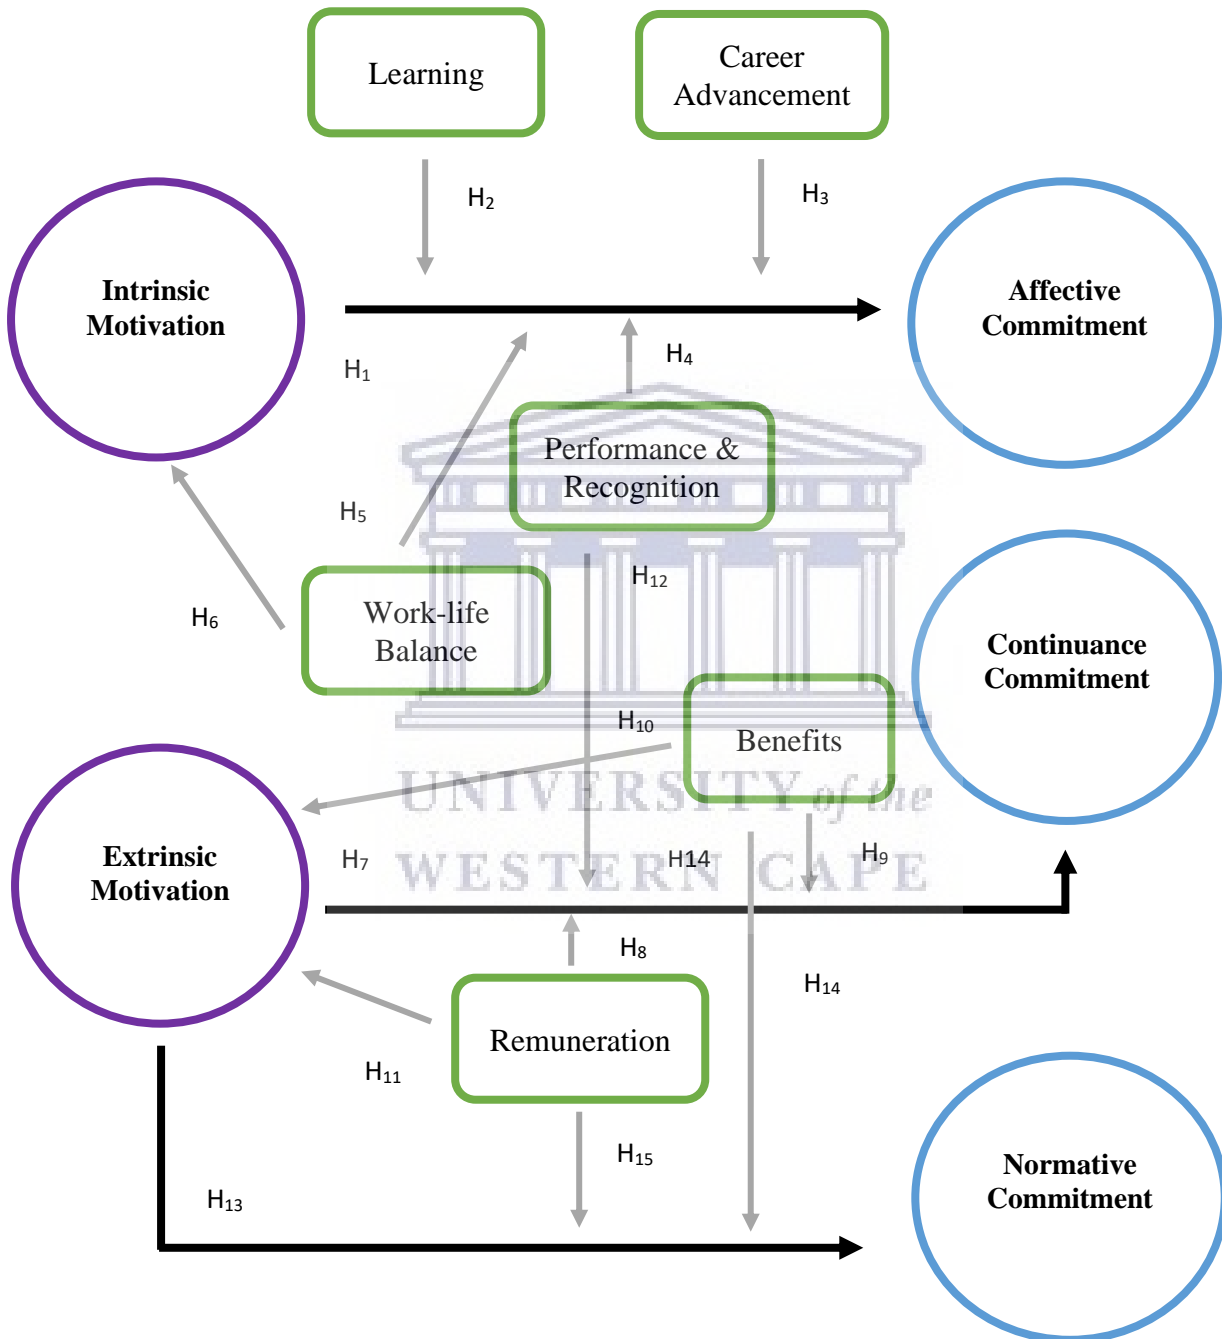 Learning
Career
Advancement
H2
H3
Intrinsic
Motivation
Affective
Commitment
H1
H4
Performance &
Recognition
H5
H12
H6
Work-life
Balance
Continuance
Commitment
H10
Benefits
UNIVERSITY of the
WESTERN CAPE
Extrinsic
Motivation
H7
H14
H9
H8
H14
Remuneration
H11
H15
Normative
Commitment
H13